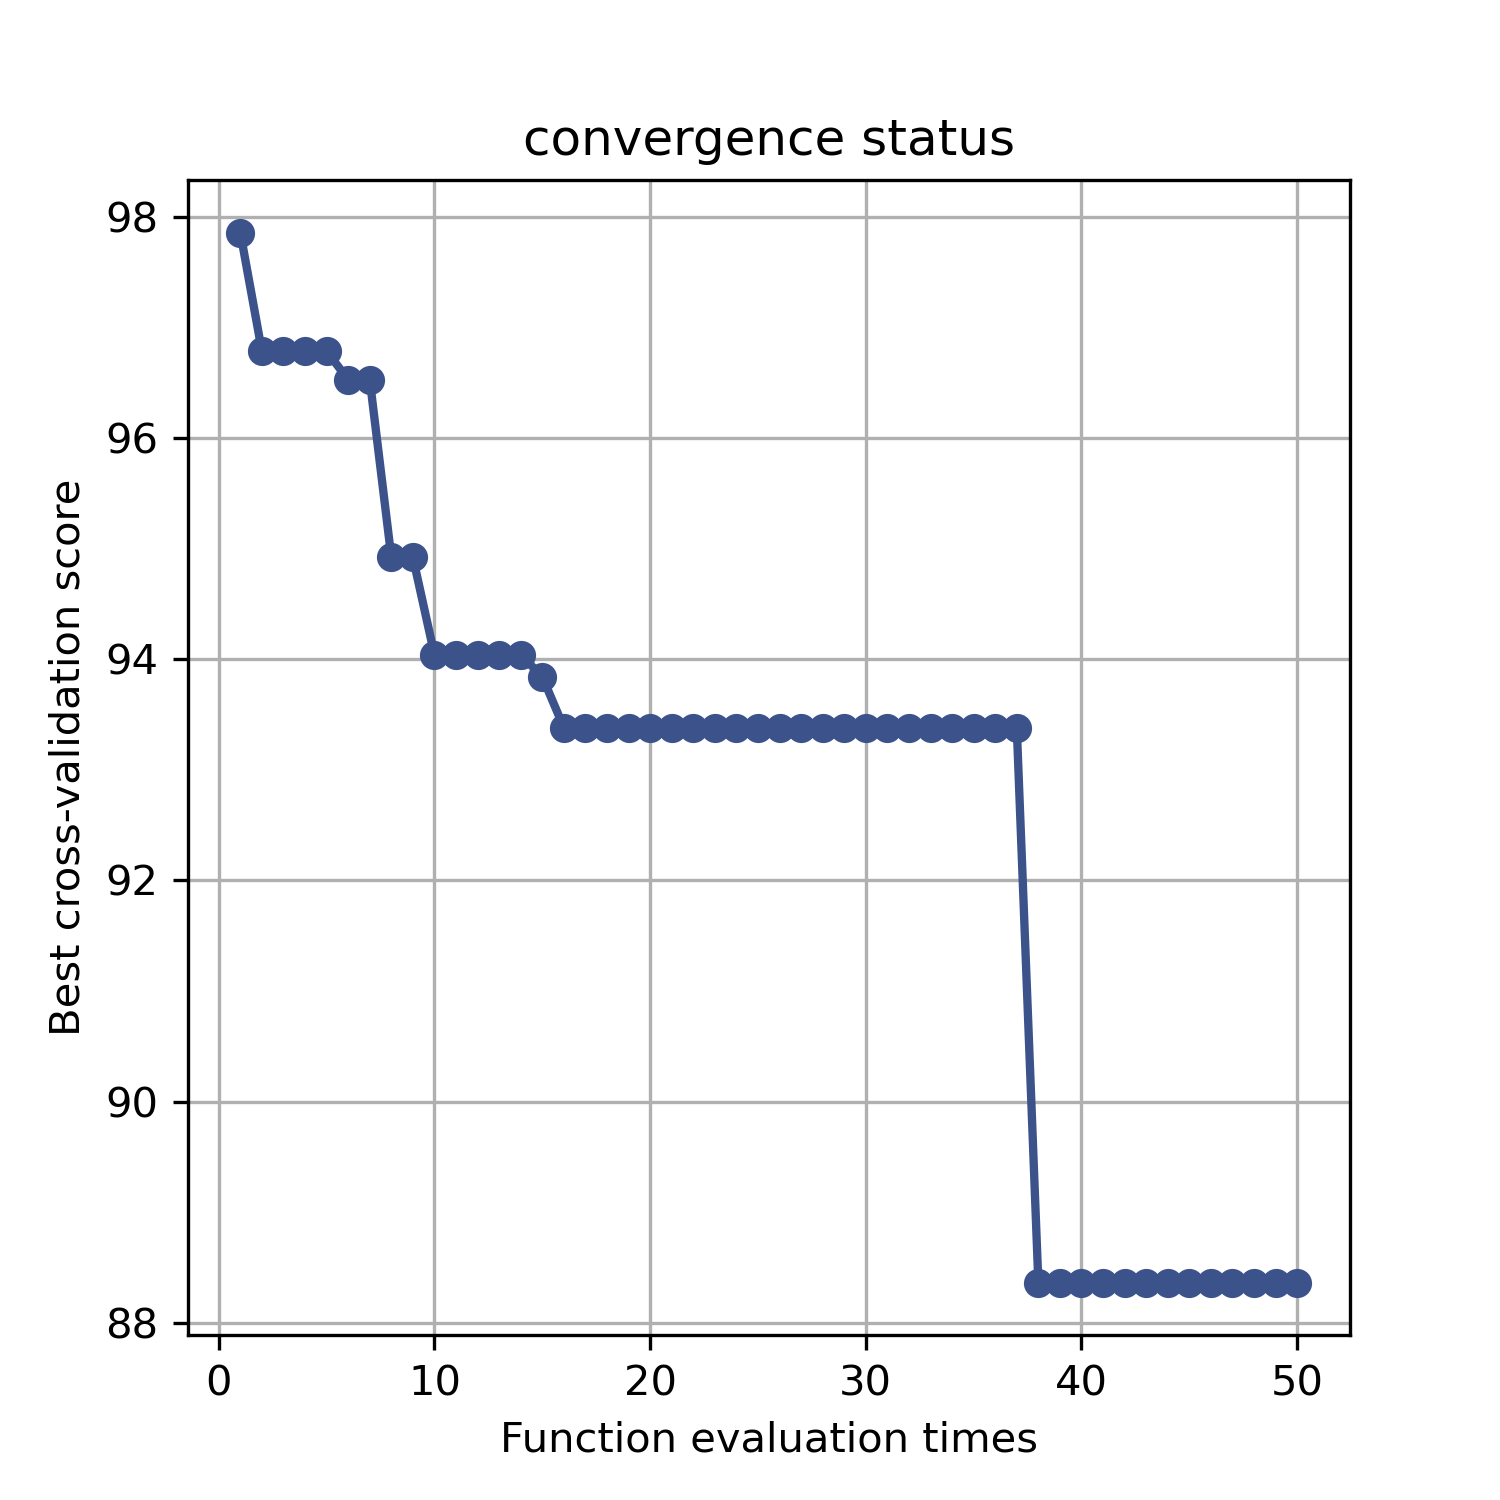 convergence status
98
96
94
92
90
88
Best cross-validation score
0 10 20 30 40 50
Function evaluation times